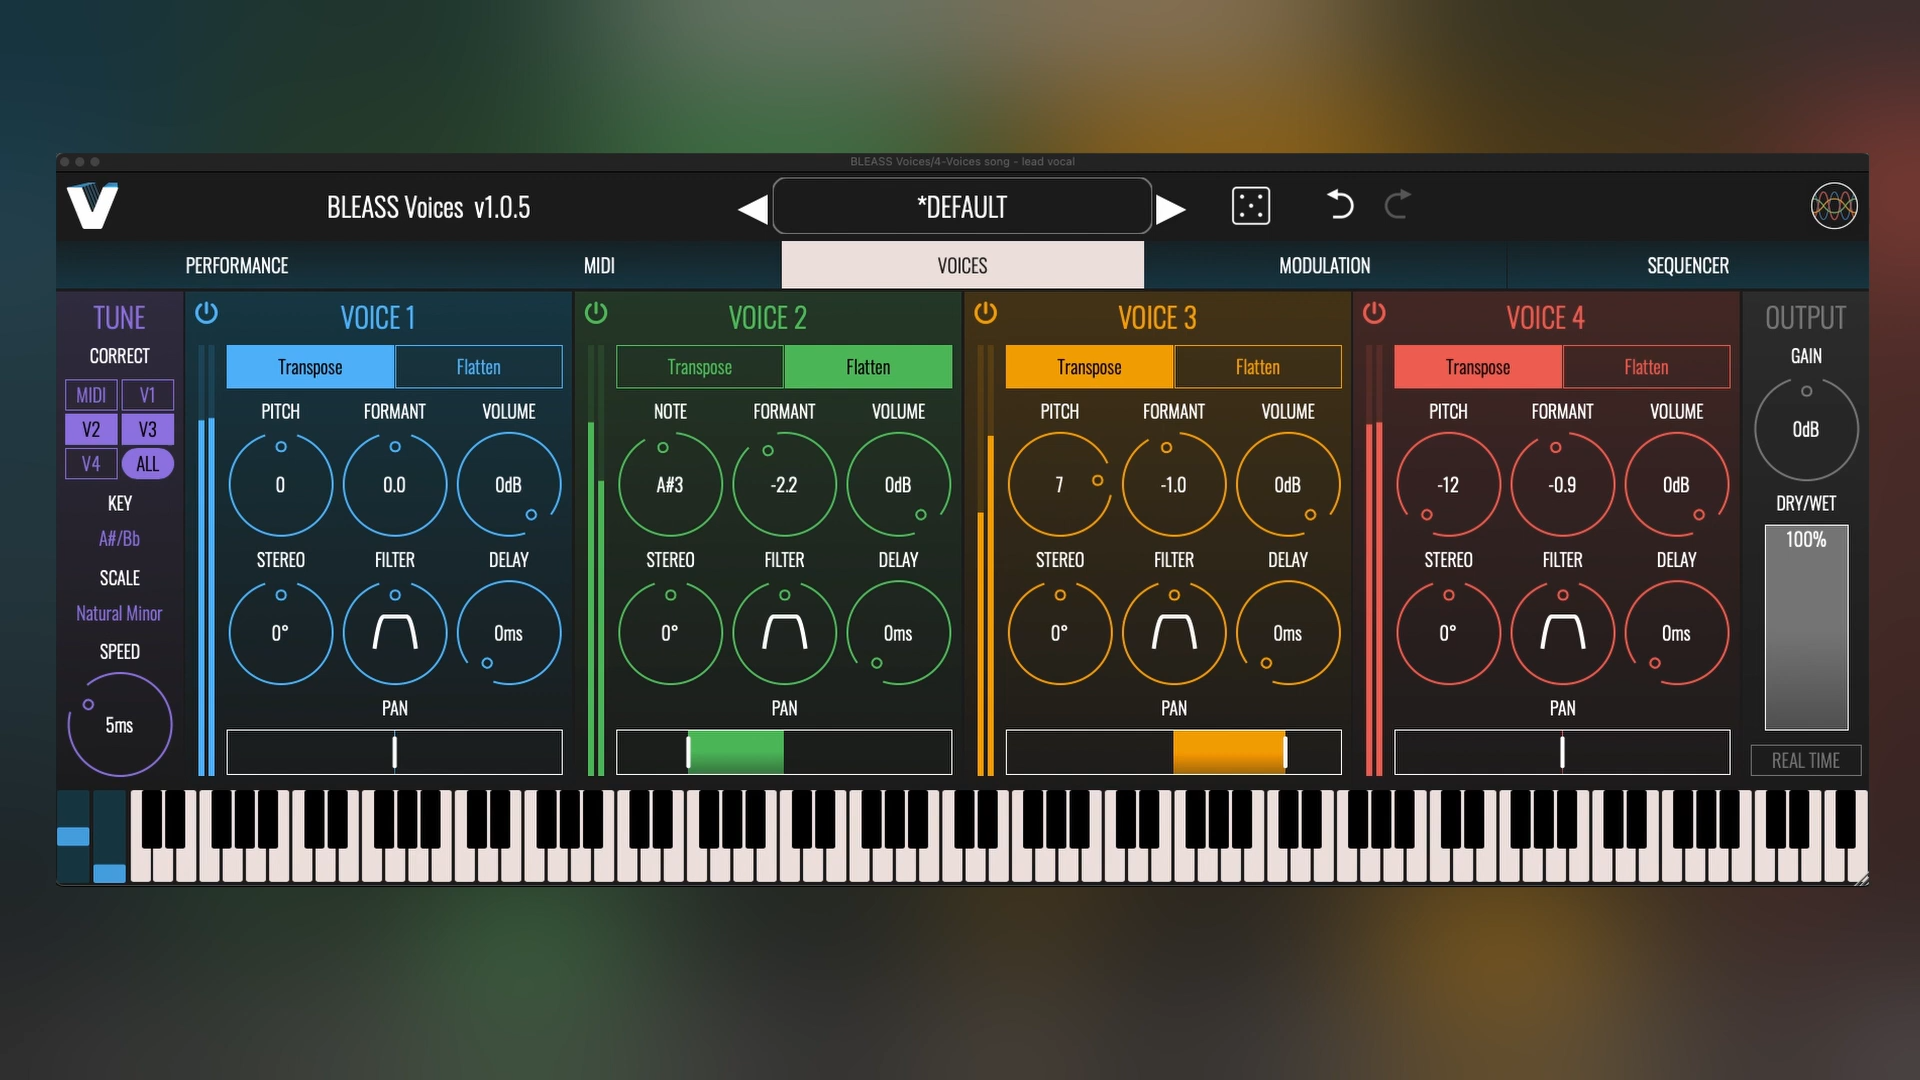 BLEASS Voices/4-Voices song - lead vocal
V
BLEASS Voices v1.0.5
*DEFAULT
PERFORMANCE
MIDI
VOICES
MODULATION
SEQUENCER
TUNE
CORRECT
MIDI V1
V2 V3
V4 ALL
KEY
A#/Bb
SCALE
Natural Minor
SPEED
5ms
VOICE 1
Transpose Flatten
PITCH FORMANT VOLUME
0 0.0 0dB
STEREO FILTER DELAY
0° 0ms
PAN
VOICE 2
Transpose Flatten
NOTE FORMANT VOLUME
A#3 -2.2 0dB
STEREO FILTER DELAY
0° 0ms
PAN
VOICE 3
Transpose Flatten
PITCH FORMANT VOLUME
7 -1.0 0dB
STEREO FILTER DELAY
0° 0ms
PAN
VOICE 4
Transpose Flatten
PITCH FORMANT VOLUME
-12 -0.9 0dB
STEREO FILTER DELAY
0° 0ms
PAN
OUTPUT
GAIN
0dB
DRY/WET
100%
REAL TIME